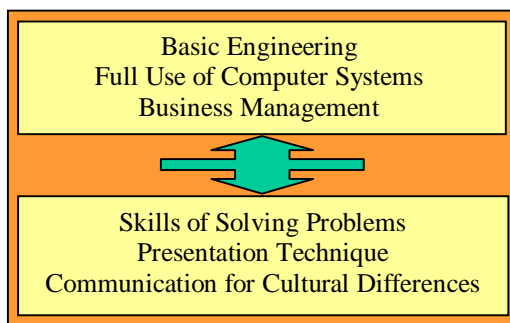 Basic Engineering
Full Use of Computer Systems
Business Management
Skills of Solving Problems
Presentation Technique
Communication for Cultural Differences